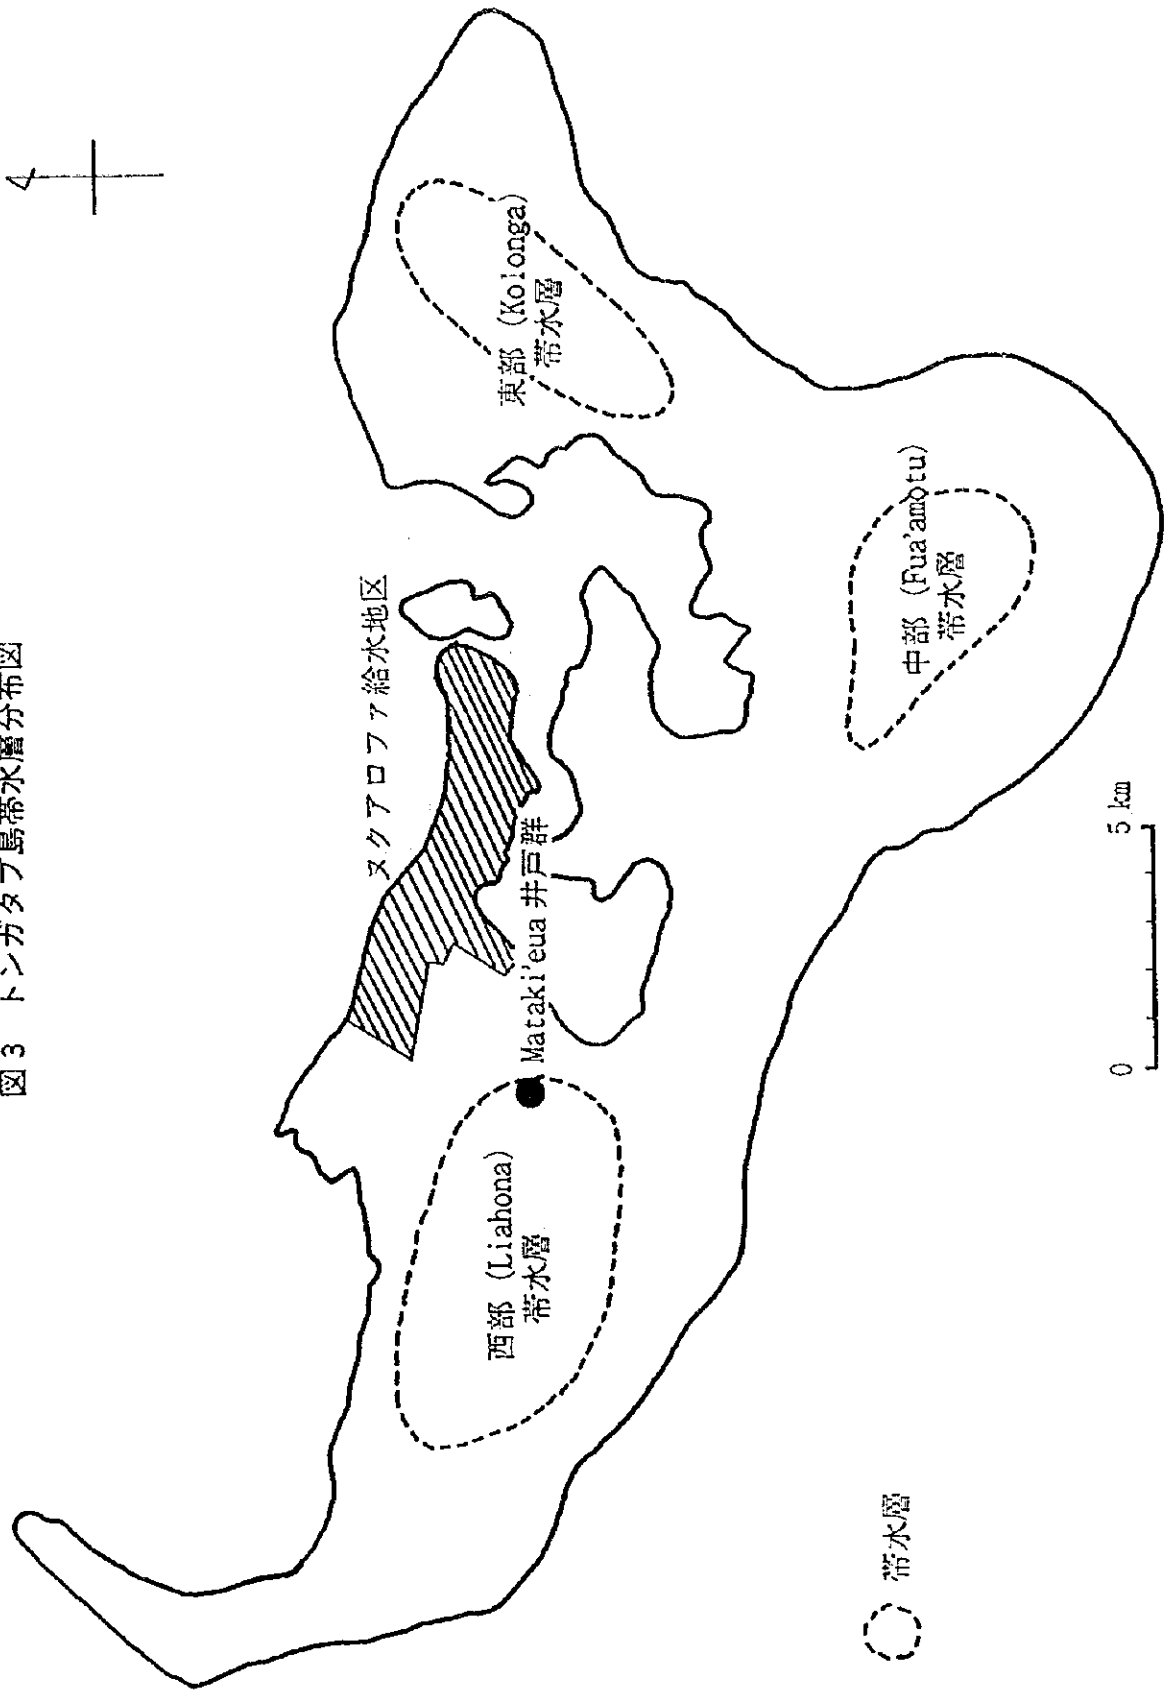 図3 トンガタプ島帯水層分布図
ヌクアロファ給水地区
東部 (Kolonga)
帯水層
Mataki'eua 井戸群
西部 (Liahona)
帯水層
中部 (Fua'amotu)
帯水層
帯水層
0
5 km